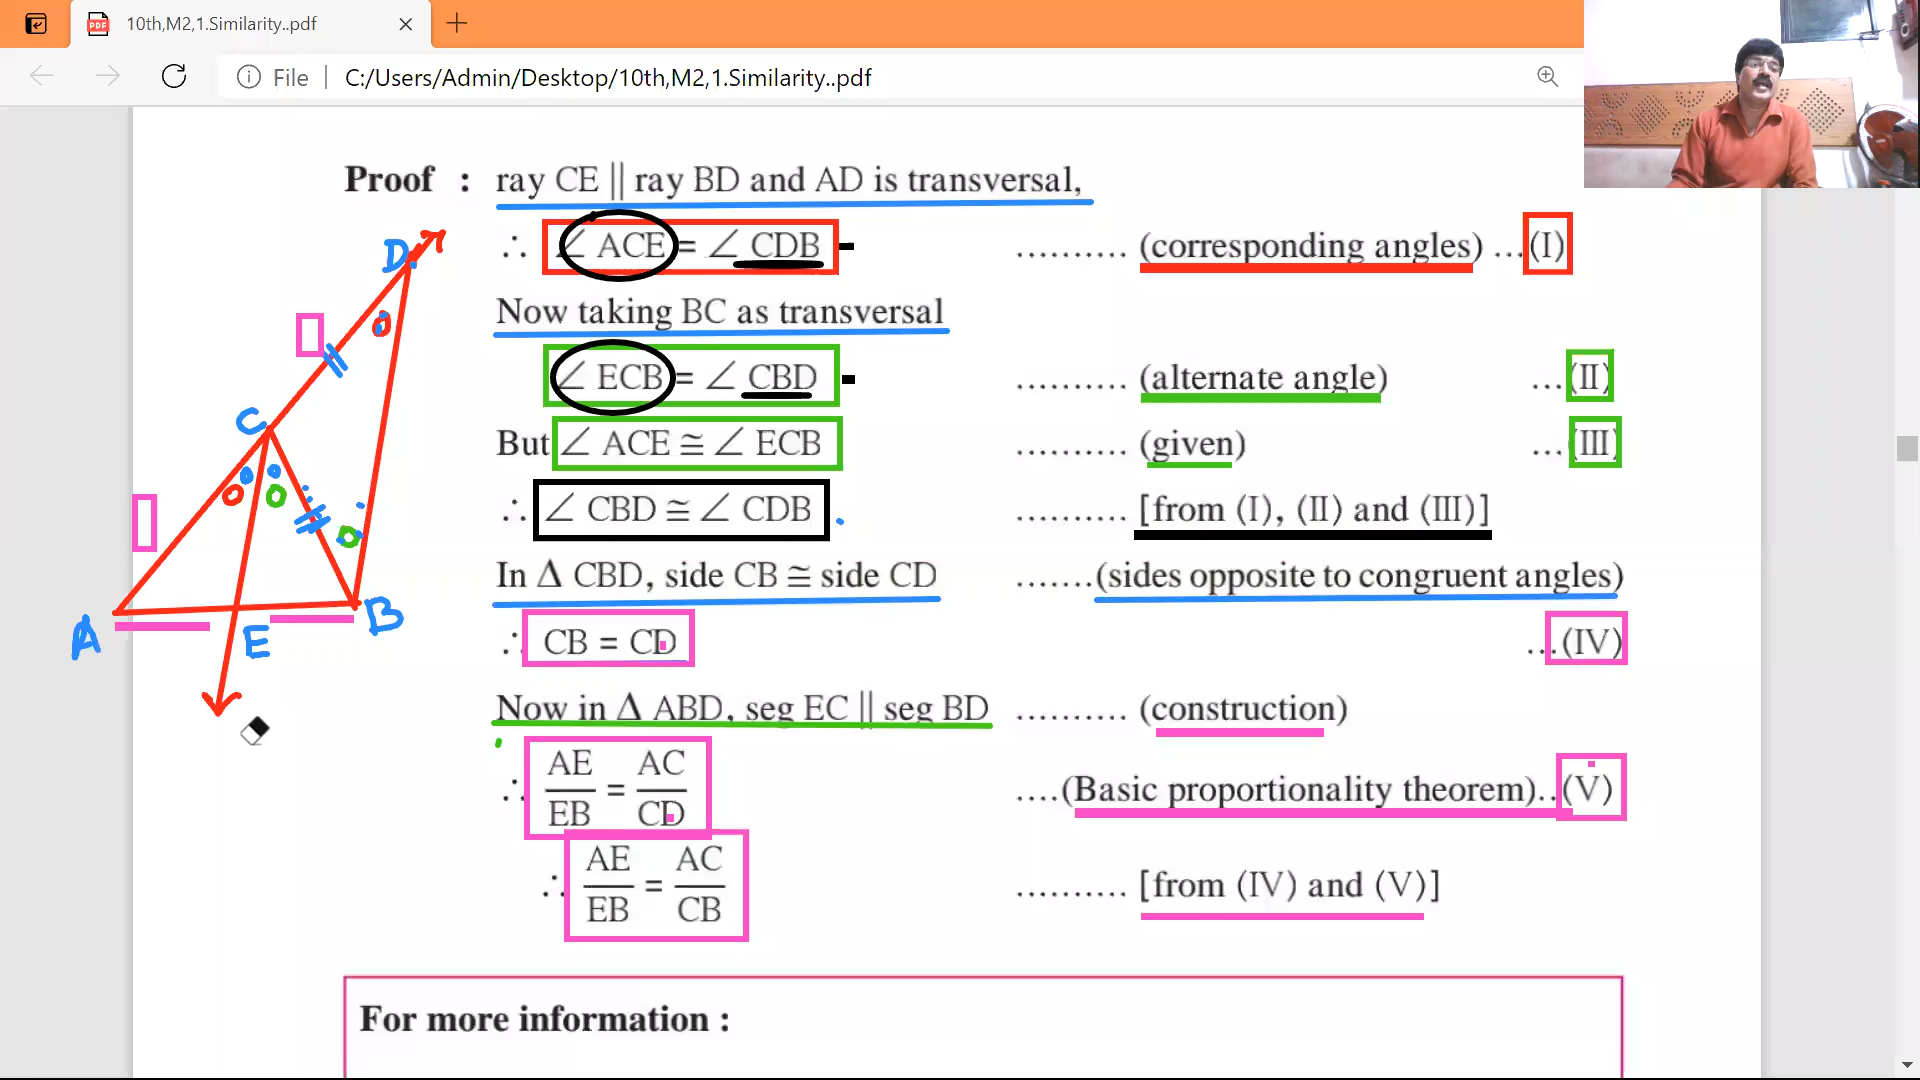 10th,M2,1.Similarity..pdf
File | C:/Users/Admin/Desktop/10th,M2,1.Similarity..pdf
Proof : ray CE || ray BD and AD is transversal,
∴ ∠ ACE = ∠ CDB .......... (corresponding angles) ...(I)
Now taking BC as transversal
∠ ECB = ∠ CBD .......... (alternate angle) ...(II)
But ∠ ACE ≅ ∠ ECB .......... (given) ...(III)
∴ ∠ CBD ≅ ∠ CDB .......... [from (I), (II) and (III)]
In Δ CBD, side CB ≅ side CD .......(sides opposite to congruent angles)
∴ CB = CD ...(IV)
Now in Δ ABD, seg EC || seg BD .......... (construction)
∴ AE/EB = AC/CD ....(Basic proportionality theorem)..(V)
∴ AE/EB = AC/CB .......... [from (IV) and (V)]
For more information :
D
C
A
E
B